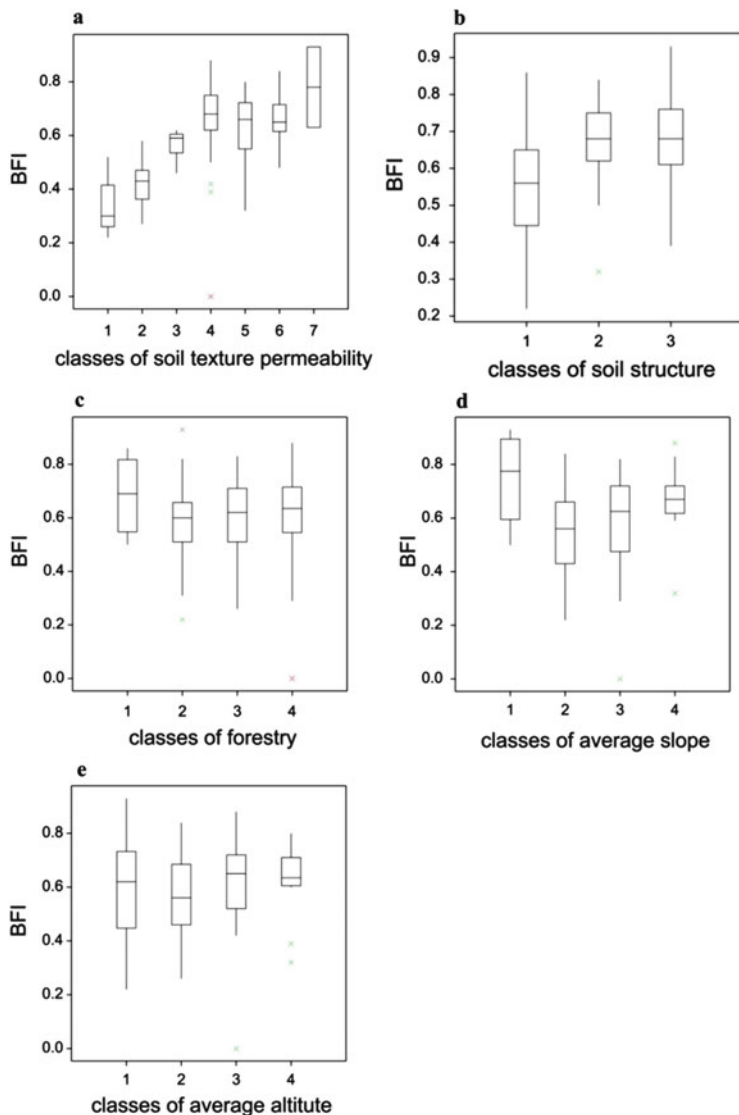 a
0.8
0.6
0.4
0.2
0.0
BFI
1 2 3 4 5 6 7
classes of soil texture permeability
b
0.9
0.8
0.7
0.6
0.5
0.4
0.3
0.2
BFI
1 2 3
classes of soil structure
c
0.8
0.6
0.4
0.2
0.0
BFI
1 2 3 4
classes of forestry
d
0.8
0.6
0.4
0.2
0.0
BFI
1 2 3 4
classes of average slope
e
0.8
0.6
0.4
0.2
0.0
BFI
1 2 3 4
classes of average altitute